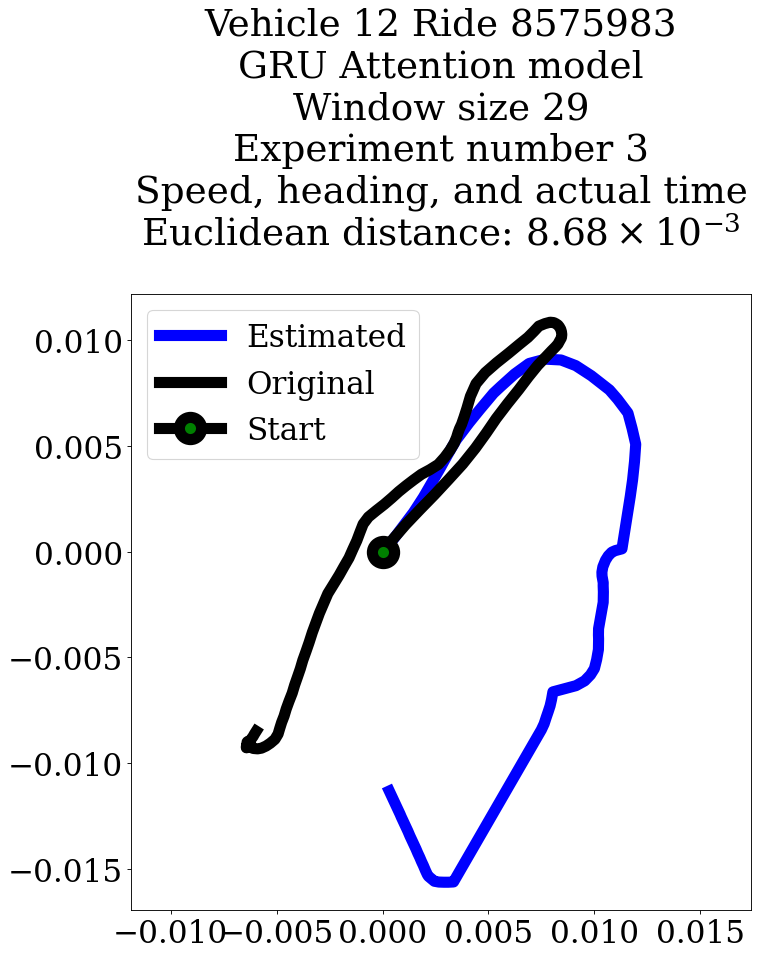 Vehicle 12 Ride 8575983
GRU Attention model
Window size 29
Experiment number 3
Speed, heading, and actual time
Euclidean distance: 8.68 × 10⁻³
Estimated
Original
Start
0.010
0.005
0.000
−0.005
−0.010
−0.015
−0.010 −0.005 0.000 0.005 0.010 0.015